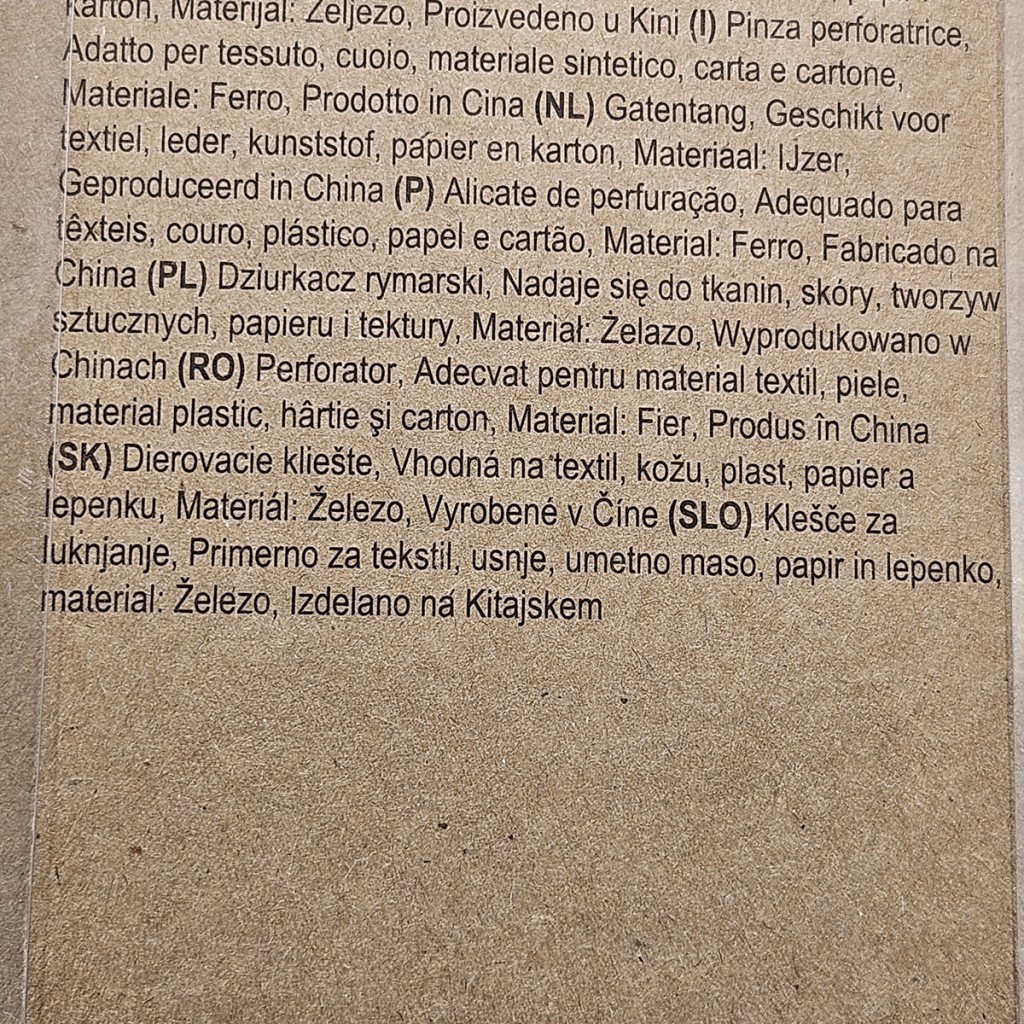 karton, Materijal: Željezo, Proizvedeno u Kini (I) Pinza perforatrice,
Adatto per tessuto, cuoio, materiale sintetico, carta e cartone,
Materiale: Ferro, Prodotto in Cina (NL) Gatentang, Geschikt voor
textiel, leder, kunststof, papier en karton, Materiaal: IJzer,
Geproduceerd in China (P) Alicate de perfuração, Adequado para
têxteis, couro, plástico, papel e cartão, Material: Ferro, Fabricado na
China (PL) Dziurkacz rymarski, Nadaje się do tkanin, skóry, tworzyw
sztucznych, papieru i tektury, Materiał: Żelazo, Wyprodukowano w
Chinach (RO) Perforator, Adecvat pentru material textil, piele,
material plastic, hârtie şi carton, Material: Fier, Produs în China
(SK) Dierovacie kliešte, Vhodná na textil, kožu, plast, papier a
lepenku, Materiál: Železo, Vyrobené v Číne (SLO) Klešče za
luknjanje, Primerno za tekstil, usnje, umetno maso, papir in lepenko,
material: Železo, Izdelano na Kitajskem